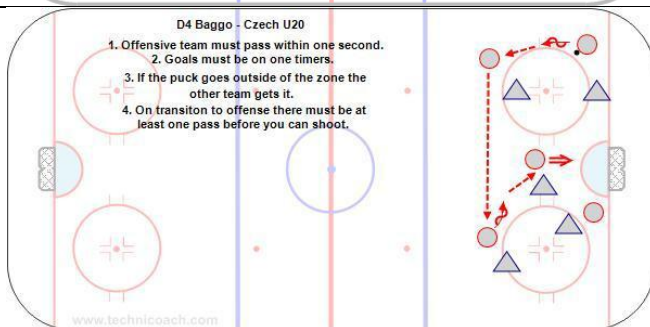 D4 Baggo - Czech U20
1. Offensive team must pass within one second.
2. Goals must be on one timers.
3. If the puck goes outside of the zone the
other team gets it.
4. On transiton to offense there must be at
least one pass before you can shoot.
www.technicoach.com